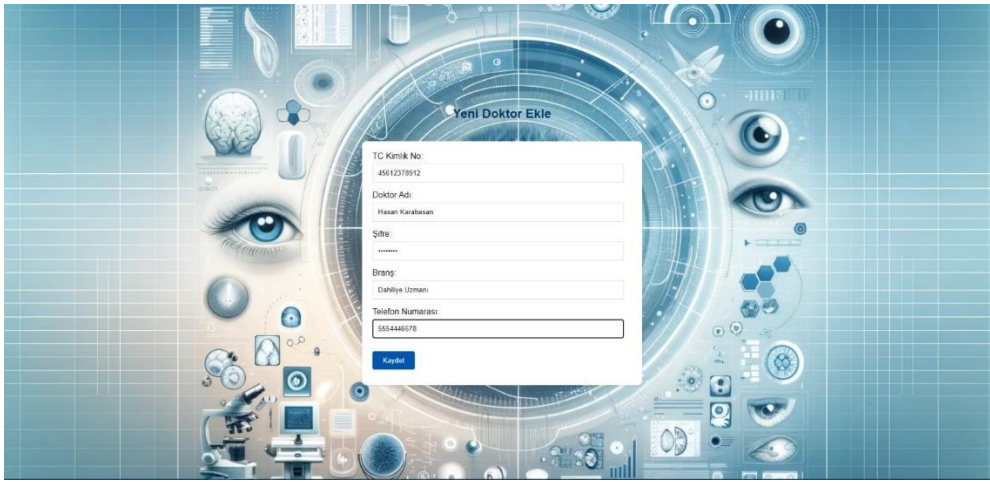 Yeni Doktor Ekle
TC Kimlik No:
45612378912
Doktor Adı:
Hasan Karabasan
Şifre:
••••••••
Branş:
Dahiliye Uzmanı
Telefon Numarası:
5554446678
Kaydet